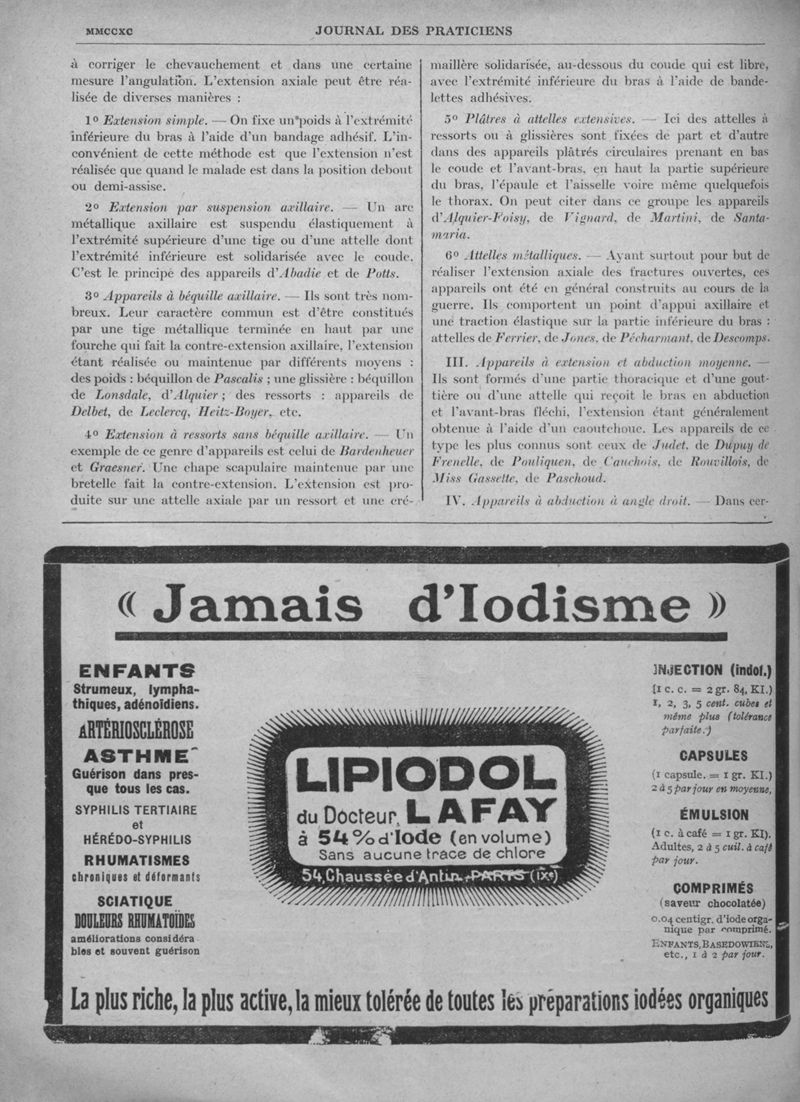 MMCCXC
JOURNAL DES PRATICIENS
à corriger le chevauchement et dans une certaine
mesure l'angulation. L'extension axiale peut être réa-
lisée de diverses manières :
1º Extension simple. — On fixe un poids à l'extrémité
inférieure du bras à l'aide d'un bandage adhésif. L'in-
convénient de cette méthode est que l'extension n'est
réalisée que quand le malade est dans la position debout
ou demi-assise.
2º Extension par suspension axillaire. — Un arc
métallique axillaire est suspendu élastiquement à
l'extrémité supérieure d'une tige ou d'une attelle dont
l'extrémité inférieure est solidarisée avec le coude.
C'est le principe des appareils d'Abadie et de Potts.
3º Appareils à béquille axillaire. — Ils sont très nom-
breux. Leur caractère commun est d'être constitués
par une tige métallique terminée en haut par une
fourche qui fait la contre-extension axillaire, l'extension
étant réalisée ou maintenue par différents moyens :
des poids : béquillon de Pascalis ; une glissière : béquillon
de Lonsdale, d'Alquier ; des ressorts : appareils de
Delbet, de Leclercq, Heitz-Boyer, etc.
4º Extension à ressorts sans béquille axillaire. — Un
exemple de ce genre d'appareils est celui de Bardenheuer
et Graesner. Une chape scapulaire maintenue par une
bretelle fait la contre-extension. L'extension est pro-
duite sur une attelle axiale par un ressort et une cré-
maillère solidarisée, au-dessous du coude qui est libre,
avec l'extrémité inférieure du bras à l'aide de bande-
lettes adhésives.
5º Plâtres à attelles extensives. — Ici des attelles à
ressorts ou à glissières sont fixées de part et d'autre
dans des appareils plâtrés circulaires prenant en bas
le coude et l'avant-bras, en haut la partie supérieure
du bras, l'épaule et l'aisselle voire même quelquefois
le thorax. On peut citer dans ce groupe les appareils
d'Alquier-Foisy, de Vignard, de Martini, de Santa-
maria.
6º Attelles métalliques. — Ayant surtout pour but de
réaliser l'extension axiale des fractures ouvertes, ces
appareils ont été en général construits au cours de la
guerre. Ils comportent un point d'appui axillaire et
une traction élastique sur la partie inférieure du bras :
attelles de Ferrier, de Jones, de Pécharmant, de Descomps.
III. Appareils à extension et abduction moyenne. —
Ils sont formés d'une partie thoracique et d'une gout-
tière ou d'une attelle qui reçoit le bras en abduction
et l'avant-bras fléchi, l'extension étant généralement
obtenue à l'aide d'un caoutchouc. Les appareils de ce
type les plus connus sont ceux de Judet, de Dupuy de
Frenelle, de Pouliquen, de Cauchois, de Rouvillois, de
Miss Gassette, de Paschoud.
IV. Appareils à abduction à angle droit. — Dans cer-
« Jamais d'Iodisme »
ENFANTS
Strumeux, lympha-
thiques, adénoïdiens.
ARTÉRIOSCLÉROSE
ASTHME
Guérison dans pres-
que tous les cas.
SYPHILIS TERTIAIRE
et
HÉRÉDO-SYPHILIS
RHUMATISMES
chroniques et déformants
SCIATIQUE
DOULEURS RHUMATOÏDES
améliorations considéra
bles et souvent guérison
LIPIODOL
du Docteur LAFAY
à 54% d'Iode (en volume)
Sans aucune trace de chlore
54, Chaussée d'Antin, PARIS (IXe)
INJECTION (indol.)
(1 c. c. = 2 gr. 84, KI.)
1, 2, 3, 5 cent. cubes et
même plus (tolérance
parfaite.)
CAPSULES
(1 capsule. = 1 gr. KI.)
2 à 5 par jour en moyenne,
ÉMULSION
(1 c. à café = 1 gr. KI).
Adultes, 2 à 5 cuil. à café
par jour.
COMPRIMÉS
(saveur chocolatée)
0.04 centigr. d'iode orga-
nique par comprimé.
ENFANTS, BASEDOWIENS,
etc., 1 à 2 par jour.
La plus riche, la plus active, la mieux tolérée de toutes les préparations iodées organiques